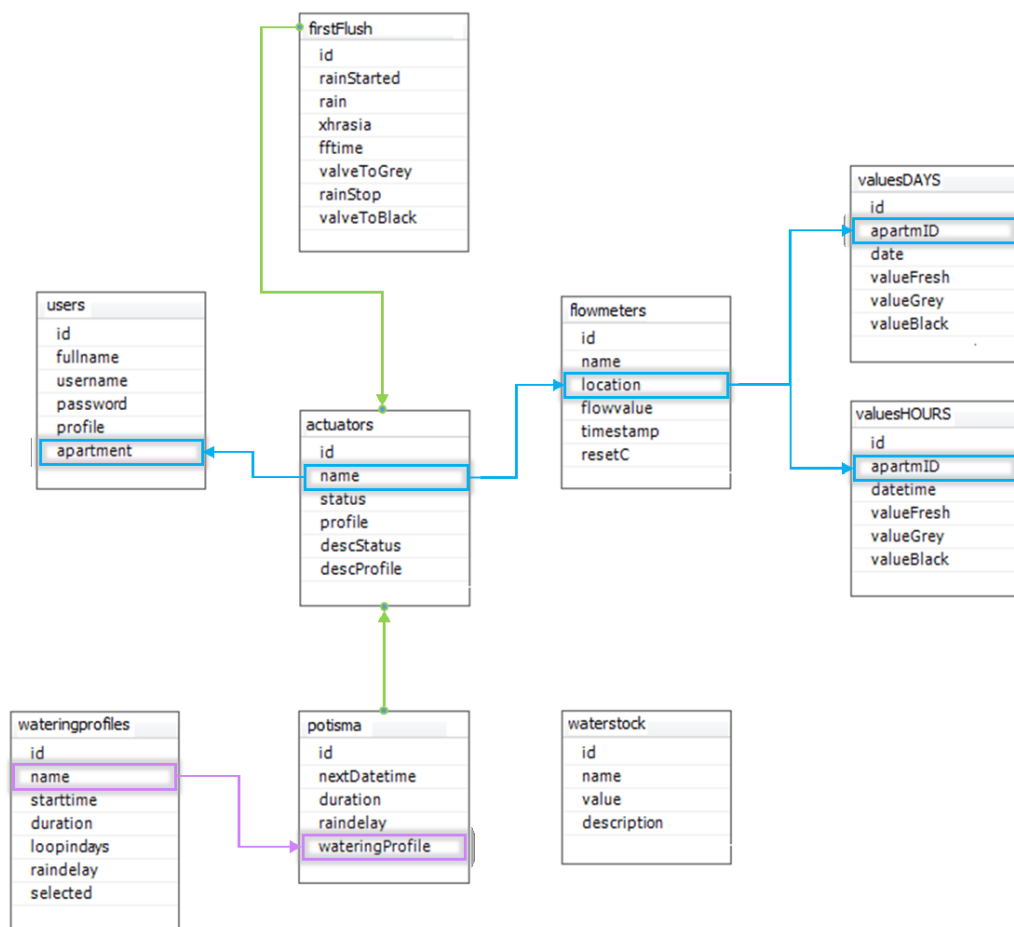 firstFlush
id
rainStarted
rain
xhrasia
fftime
valveToGrey
rainStop
valveToBlack
users
id
fullname
username
password
profile
apartment
actuators
id
name
status
profile
descStatus
descProfile
flowmeters
id
name
location
flowvalue
timestamp
resetC
valuesDAYS
id
apartmID
date
valueFresh
valueGrey
valueBlack
valuesHOURS
id
apartmID
datetime
valueFresh
valueGrey
valueBlack
wateringprofiles
id
name
starttime
duration
loopindays
raindelay
selected
potisma
id
nextDatetime
duration
raindelay
wateringProfile
waterstock
id
name
value
description